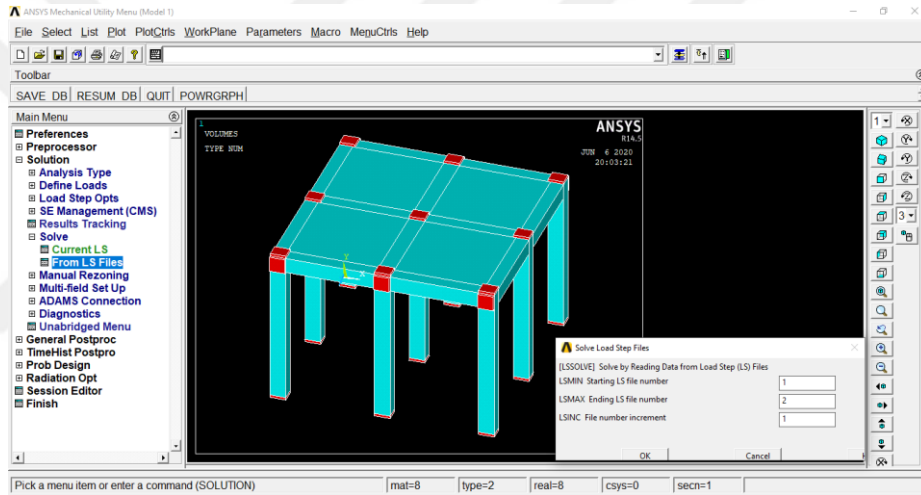 ANSYS Mechanical Utility Menu (Model 1)
File Select List Plot PlotCtrls WorkPlane Parameters Macro MenuCtrls Help
Toolbar
SAVE_DB RESUM_DB QUIT POWRGRPH
Main Menu
Preferences
Preprocessor
Solution
Analysis Type
Define Loads
Load Step Opts
SE Management (CMS)
Results Tracking
Solve
Current LS
From LS Files
Manual Rezoning
Multi-field Set Up
ADAMS Connection
Diagnostics
Unabridged Menu
General Postproc
TimeHist Postpro
Prob Design
Radiation Opt
Session Editor
Finish
1
VOLUMES
TYPE NUM
ANSYS
R14.5
JUN 6 2020
20:03:21
Y
X
1
3
Solve Load Step Files
[LSSOLVE] Solve by Reading Data from Load Step (LS) Files
LSMIN Starting LS file number 1
LSMAX Ending LS file number 2
LSINC File number increment 1
OK Cancel
Pick a menu item or enter a command (SOLUTION) mat=8 type=2 real=8 csys=0 secn=1